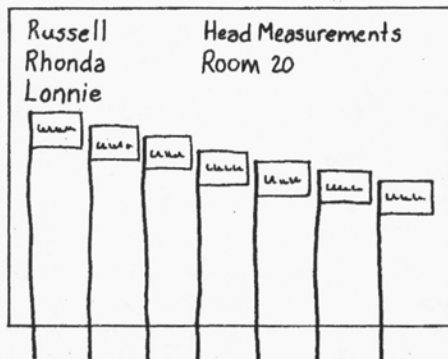 Russell
Rhonda
Lonnie
Head Measurements
Room 20